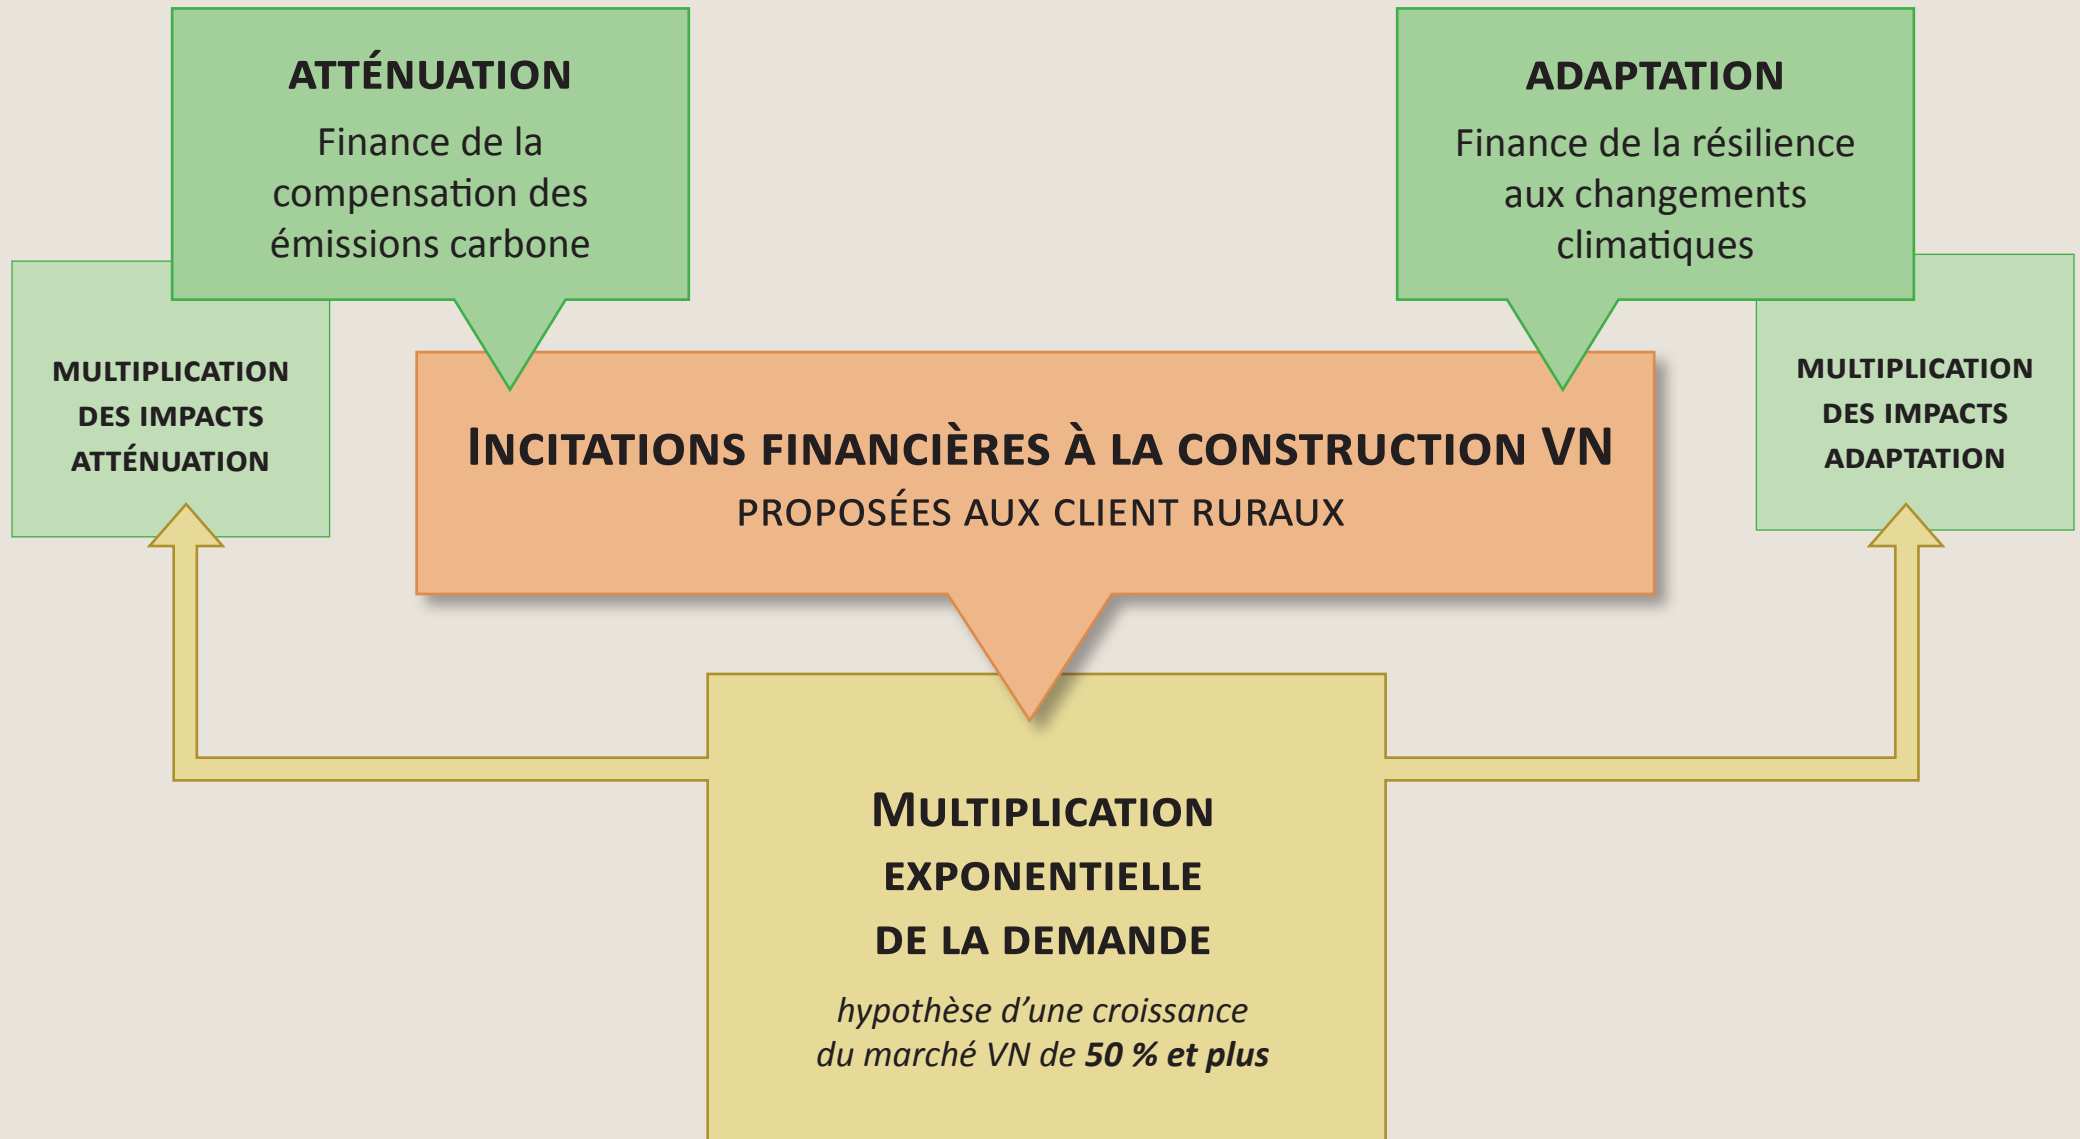 ATTÉNUATION
Finance de la
compensation des
émissions carbone
ADAPTATION
Finance de la résilience
aux changements
climatiques
MULTIPLICATION
DES IMPACTS
ATTÉNUATION
INCITATIONS FINANCIÈRES À LA CONSTRUCTION VN
PROPOSÉES AUX CLIENT RURAUX
MULTIPLICATION
DES IMPACTS
ADAPTATION
MULTIPLICATION
EXPONENTIELLE
DE LA DEMANDE
hypothèse d’une croissance
du marché VN de 50 % et plus